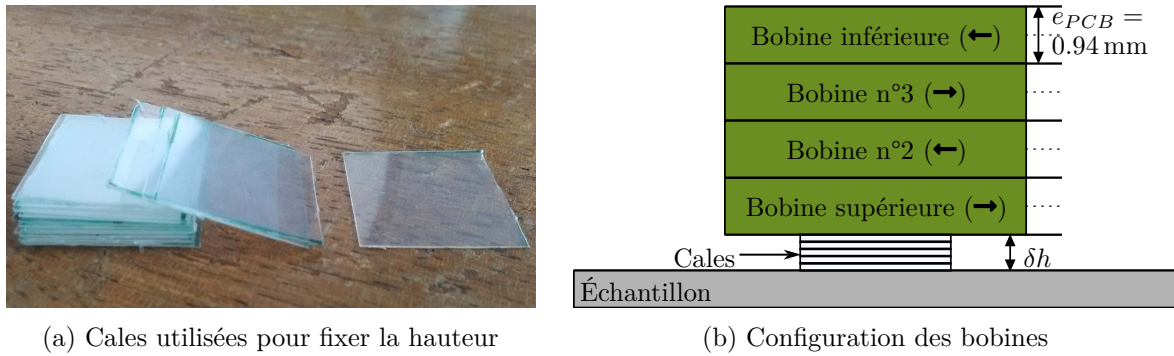 Bobine inférieure (←)
e_PCB =
0.94 mm
Bobine n°3 (→)
Bobine n°2 (←)
Bobine supérieure (→)
Cales
δh
Échantillon
(a) Cales utilisées pour fixer la hauteur
(b) Configuration des bobines